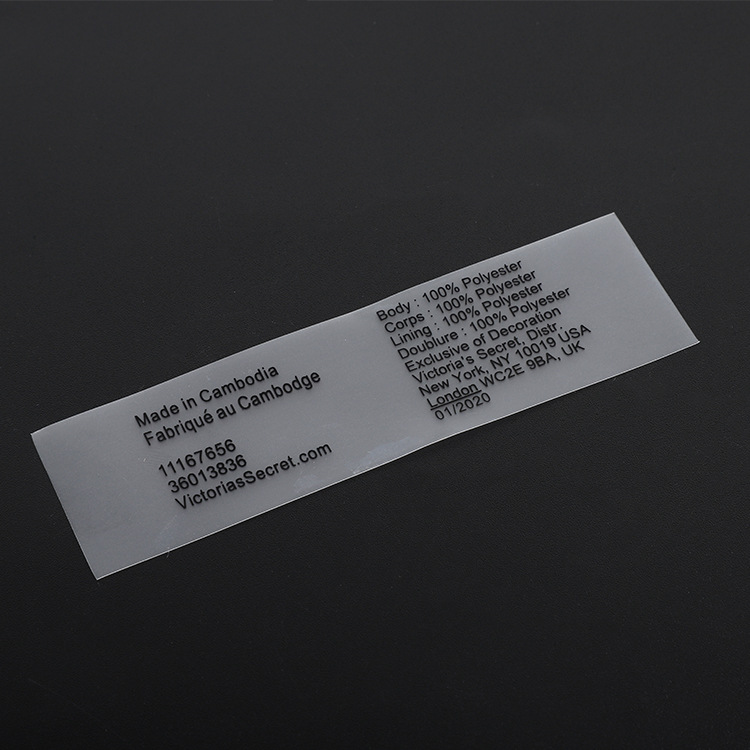 Made in Cambodia
Fabriqué au Cambodge
11167656
36013836
VictoriasSecret.com
Body : 100% Polyester
Corps : 100% Polyester
Lining : 100% Polyester
Doublure : 100% Polyester
Exclusive of Decoration
Victoria's Secret, Distr.
New York, NY 10019 USA
London WC2E 9BA, UK
01/2020